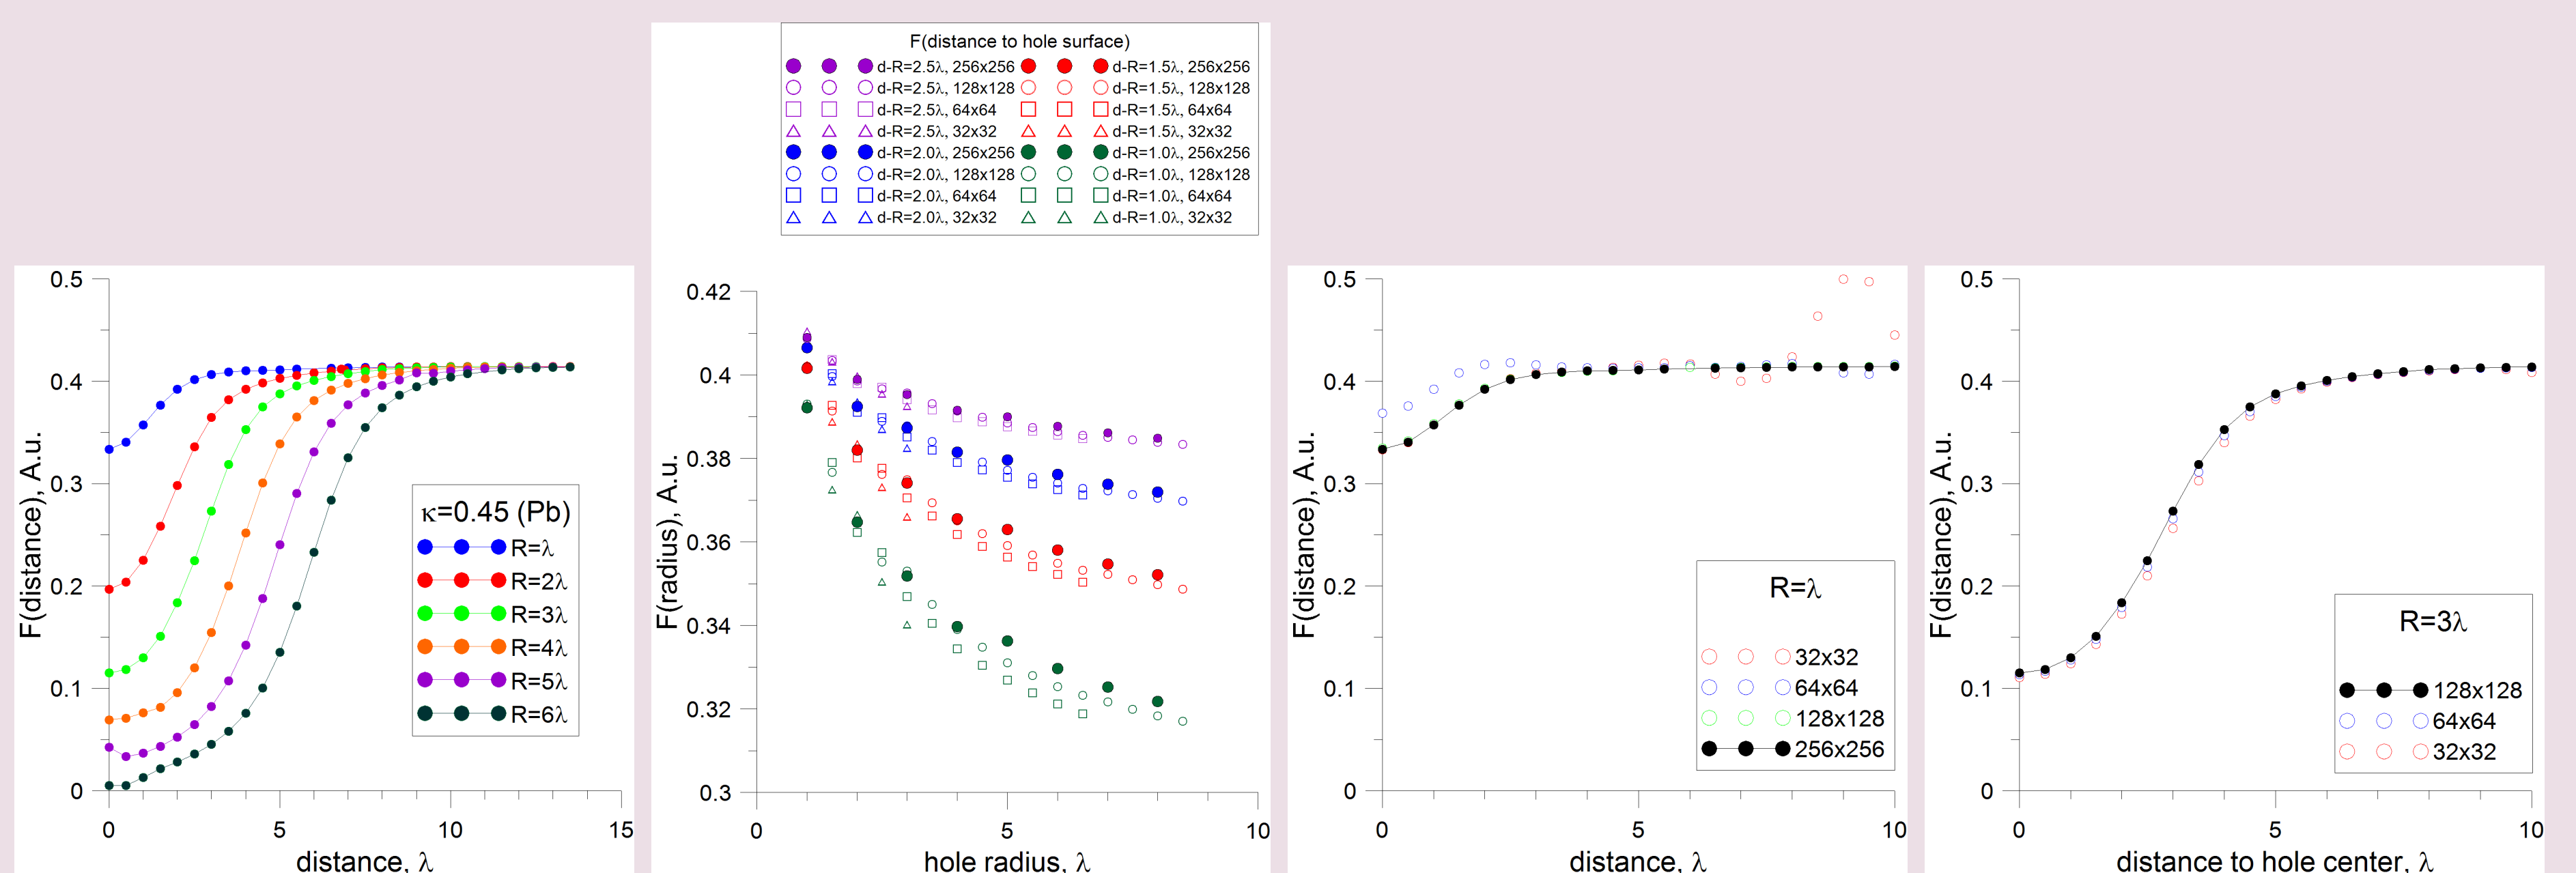 0.5
0.4
0.3
0.2
0.1
0
F(distance), A.u.
κ=0.45 (Pb)
R=λ
R=2λ
R=3λ
R=4λ
R=5λ
R=6λ
0 5 10 15
distance, λ
F(distance to hole surface)
d-R=2.5λ, 256x256 d-R=1.5λ, 256x256
d-R=2.5λ, 128x128 d-R=1.5λ, 128x128
d-R=2.5λ, 64x64 d-R=1.5λ, 64x64
d-R=2.5λ, 32x32 d-R=1.5λ, 32x32
d-R=2.0λ, 256x256 d-R=1.0λ, 256x256
d-R=2.0λ, 128x128 d-R=1.0λ, 128x128
d-R=2.0λ, 64x64 d-R=1.0λ, 64x64
d-R=2.0λ, 32x32 d-R=1.0λ, 32x32
0.42
0.4
0.38
0.36
0.34
0.32
0.3
F(radius), A.u.
0 5 10
hole radius, λ
0.5
0.4
0.3
0.2
0.1
0
F(distance), A.u.
R=λ
32x32
64x64
128x128
256x256
0 5 10
distance, λ
0.5
0.4
0.3
0.2
0.1
0
F(distance), A.u.
R=3λ
128x128
64x64
32x32
0 5 10
distance to hole center, λ